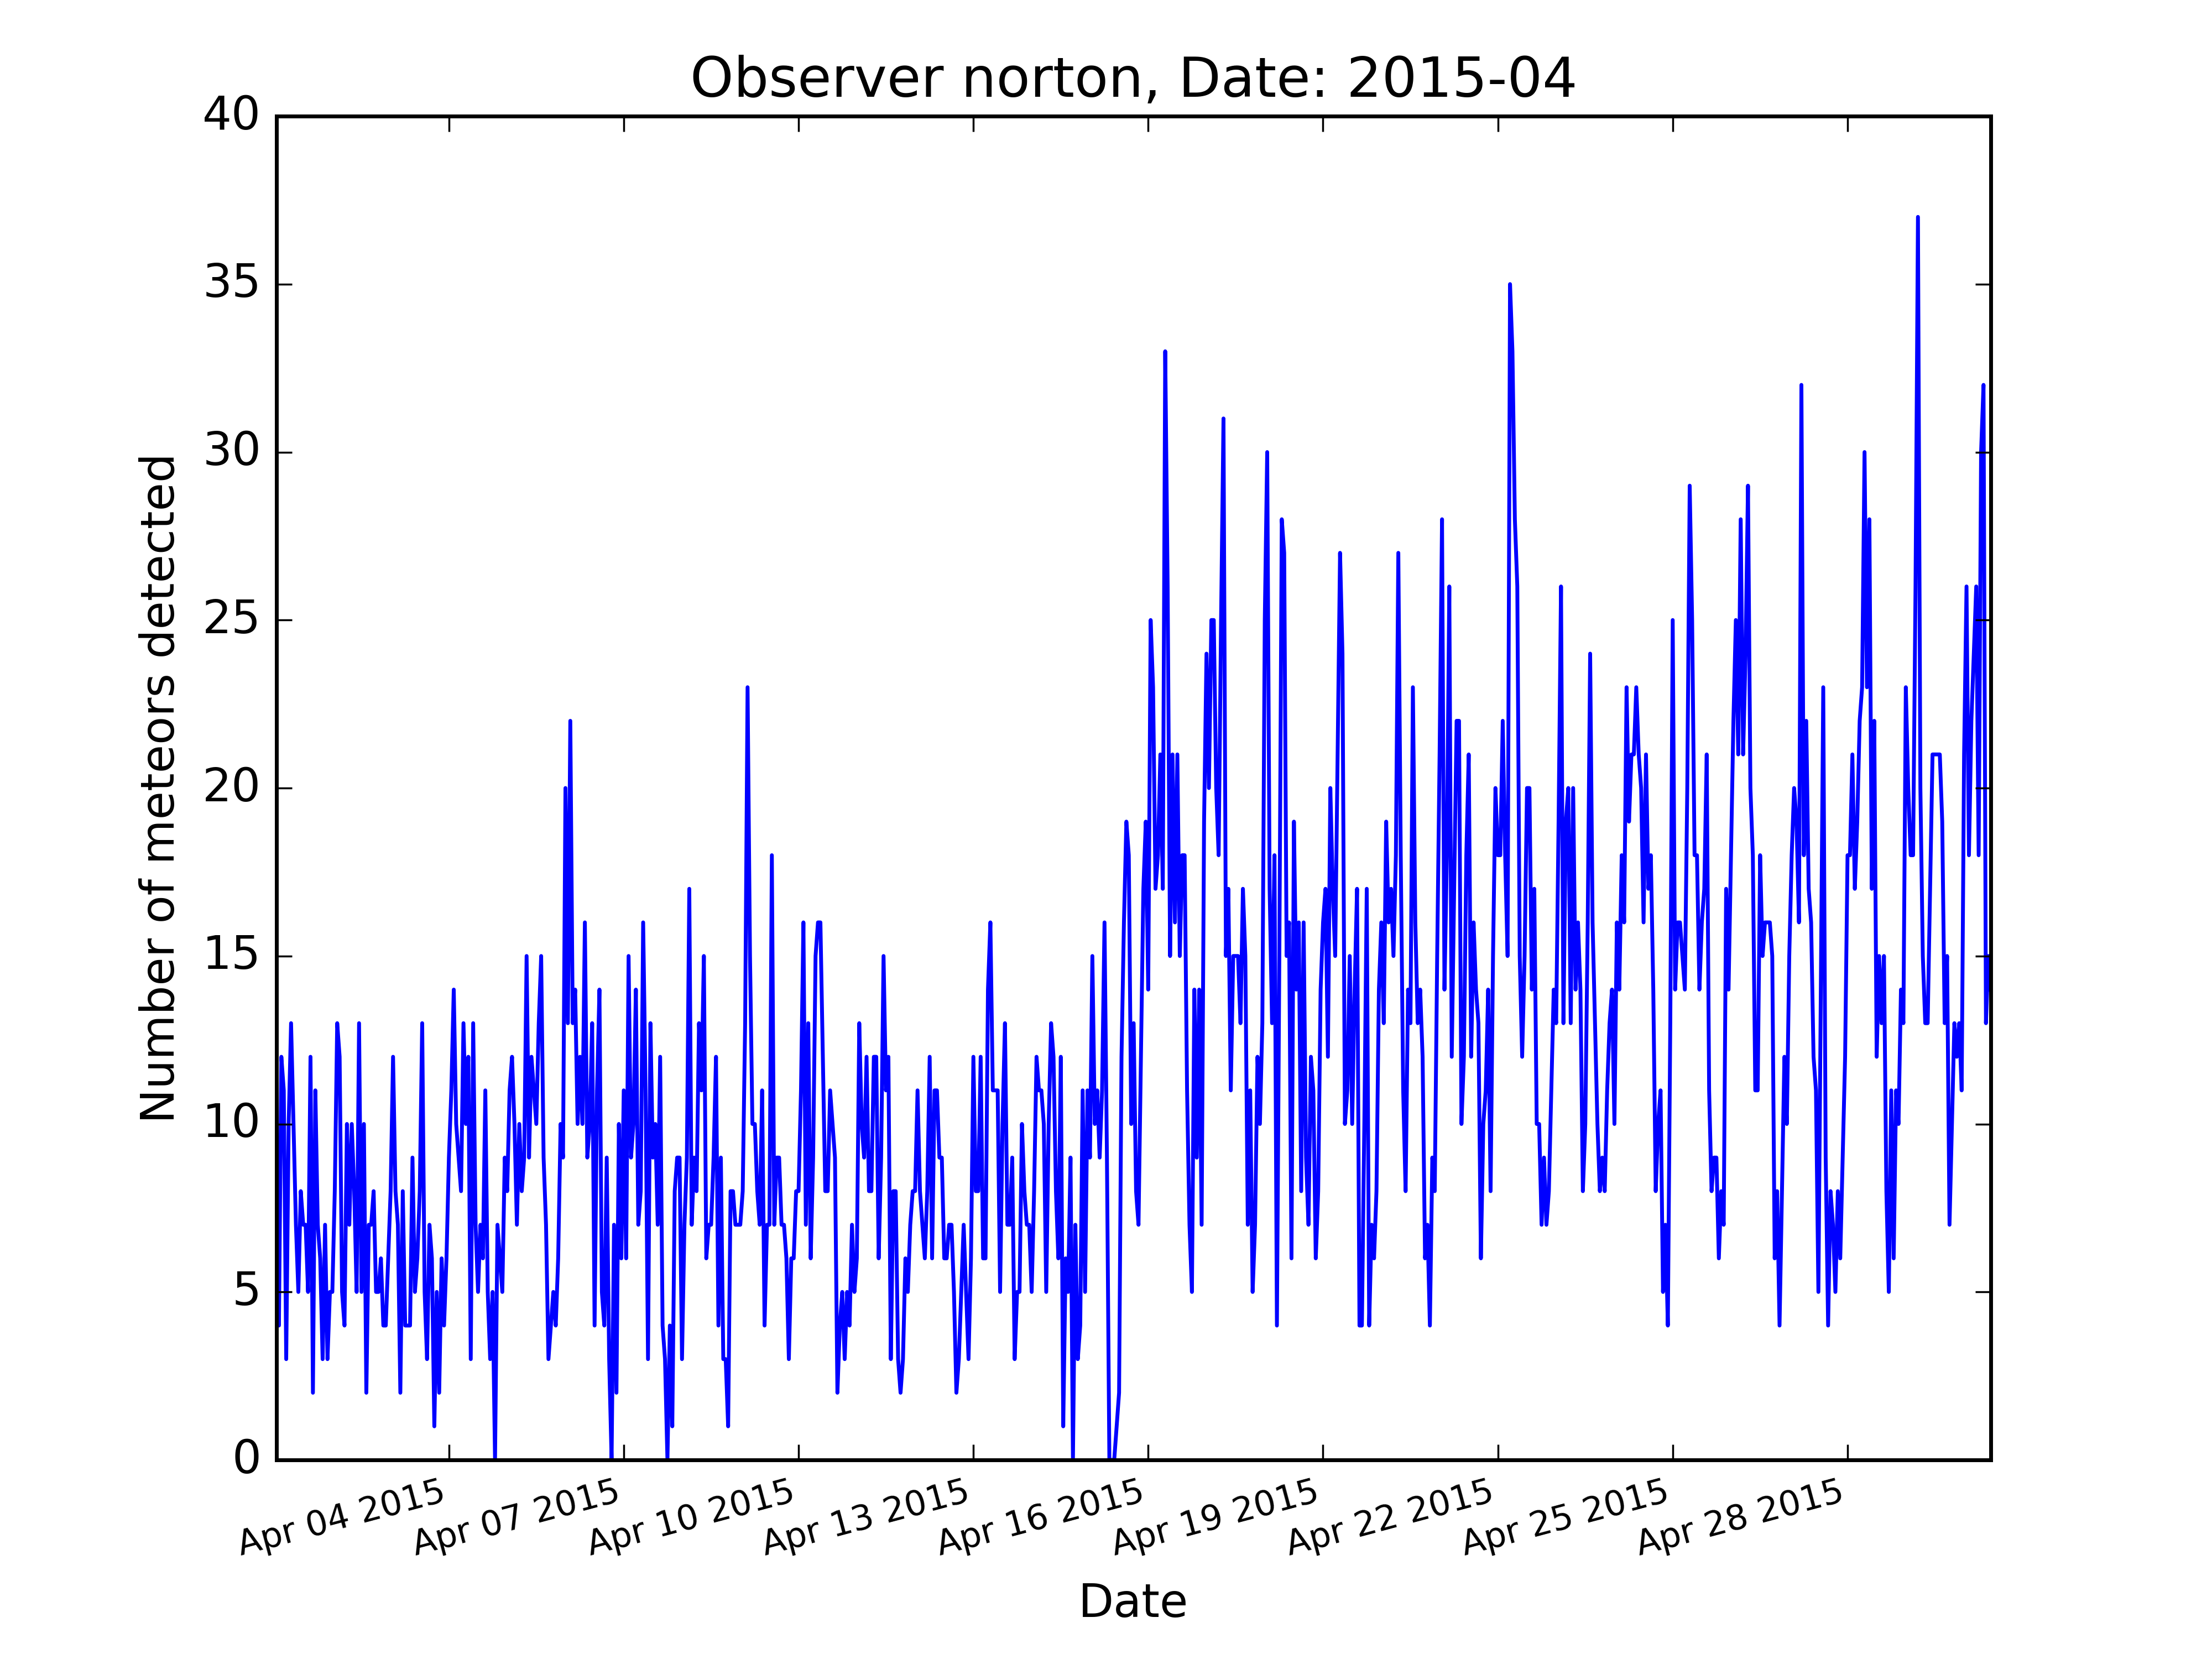 Observer norton, Date: 2015-04
40
35
30
25
20
15
10
5
0
Number of meteors detected
Apr 04 2015
Apr 07 2015
Apr 10 2015
Apr 13 2015
Apr 16 2015
Apr 19 2015
Apr 22 2015
Apr 25 2015
Apr 28 2015
Date